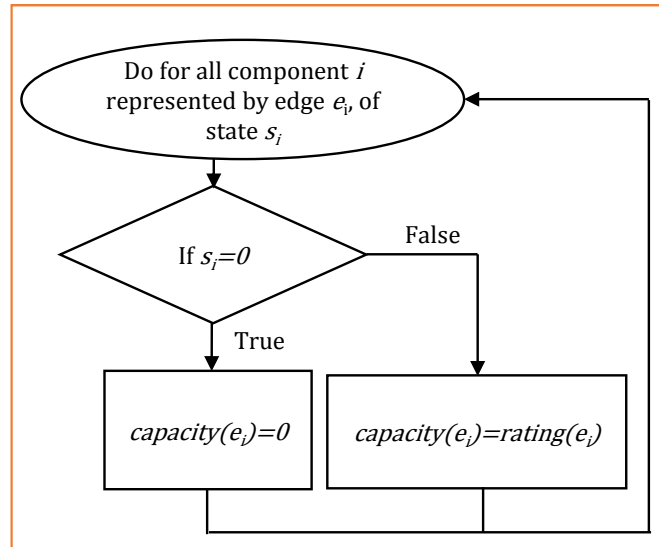 Do for all component i
represented by edge eᵢ, of
state sᵢ
If sᵢ=0
False
True
capacity(eᵢ)=0
capacity(eᵢ)=rating(eᵢ)